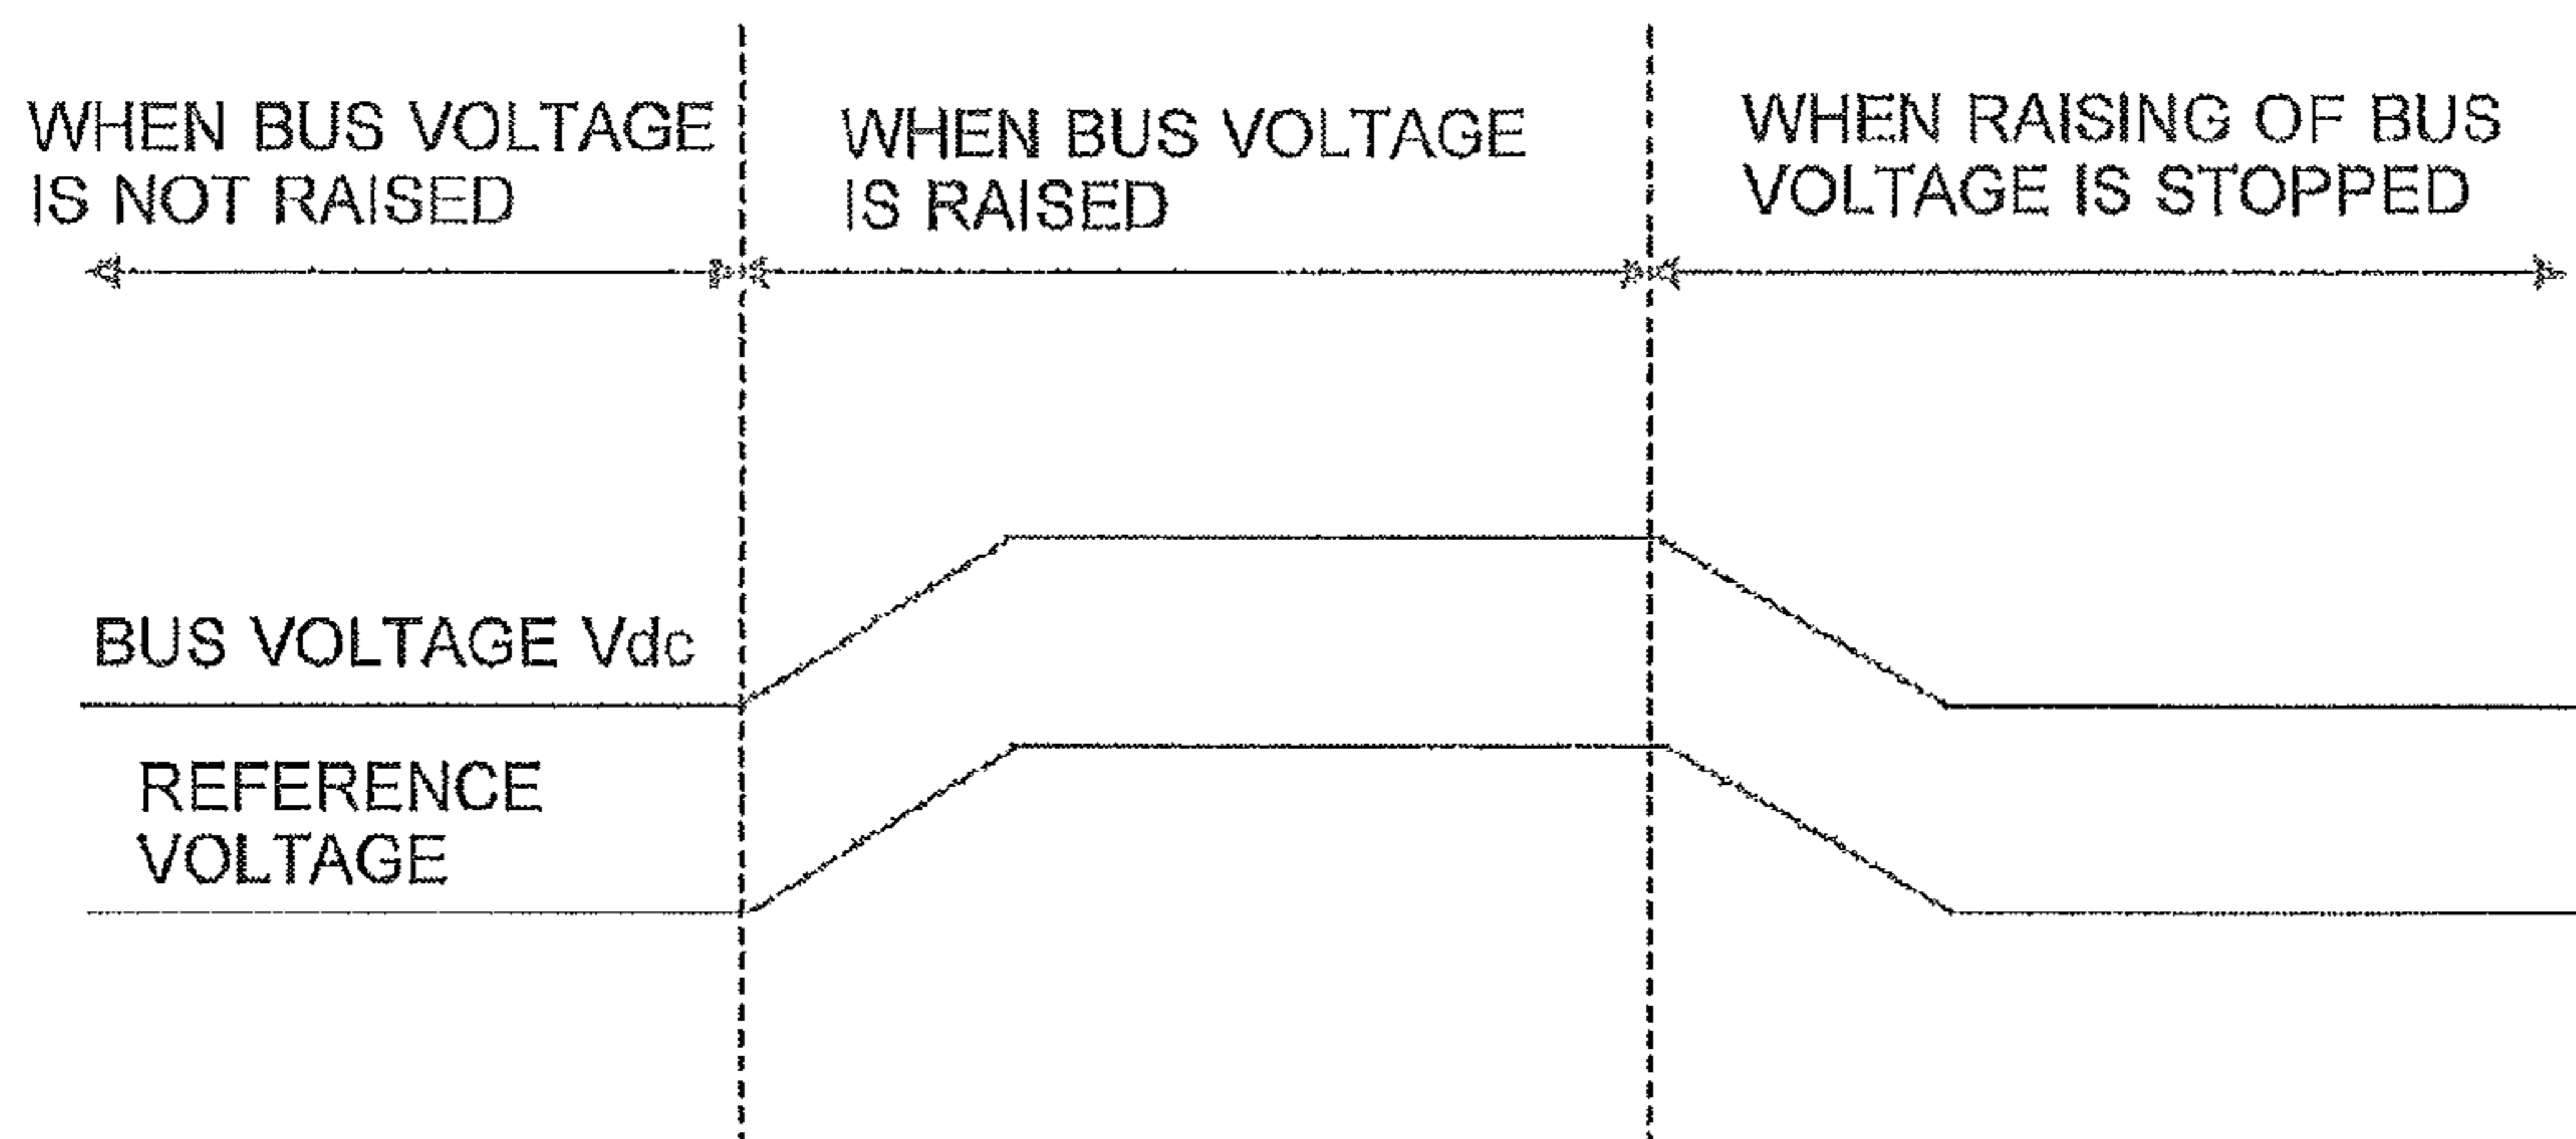 WHEN BUS VOLTAGE
IS NOT RAISED
WHEN BUS VOLTAGE
IS RAISED
WHEN RAISING OF BUS
VOLTAGE IS STOPPED
BUS VOLTAGE Vdc
REFERENCE
VOLTAGE